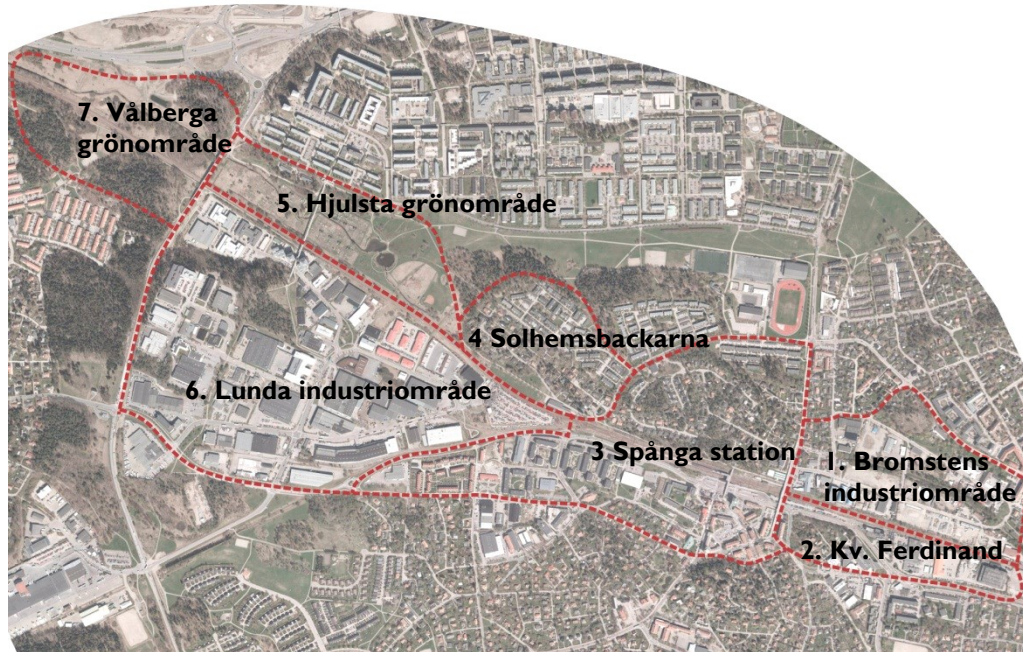 7. Vålberga
grönområde
5. Hjulsta grönområde
4 Solhemsbackarna
6. Lunda industriområde
3 Spånga station
1. Bromstens
industriområde
2. Kv. Ferdinand